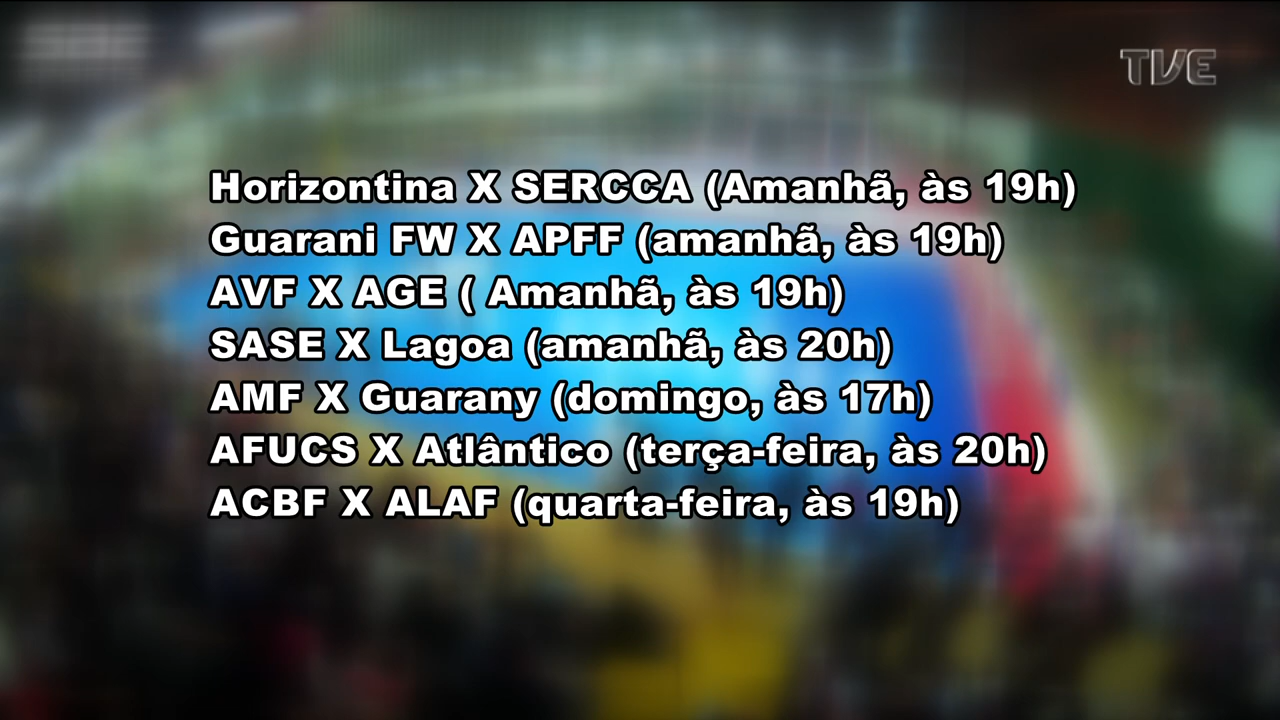 TVE
Horizontina X SERCCA (Amanhã, às 19h)
Guarani FW X APFF (amanhã, às 19h)
AVF X AGE ( Amanhã, às 19h)
SASE X Lagoa (amanhã, às 20h)
AMF X Guarany (domingo, às 17h)
AFUCS X Atlântico (terça-feira, às 20h)
ACBF X ALAF (quarta-feira, às 19h)